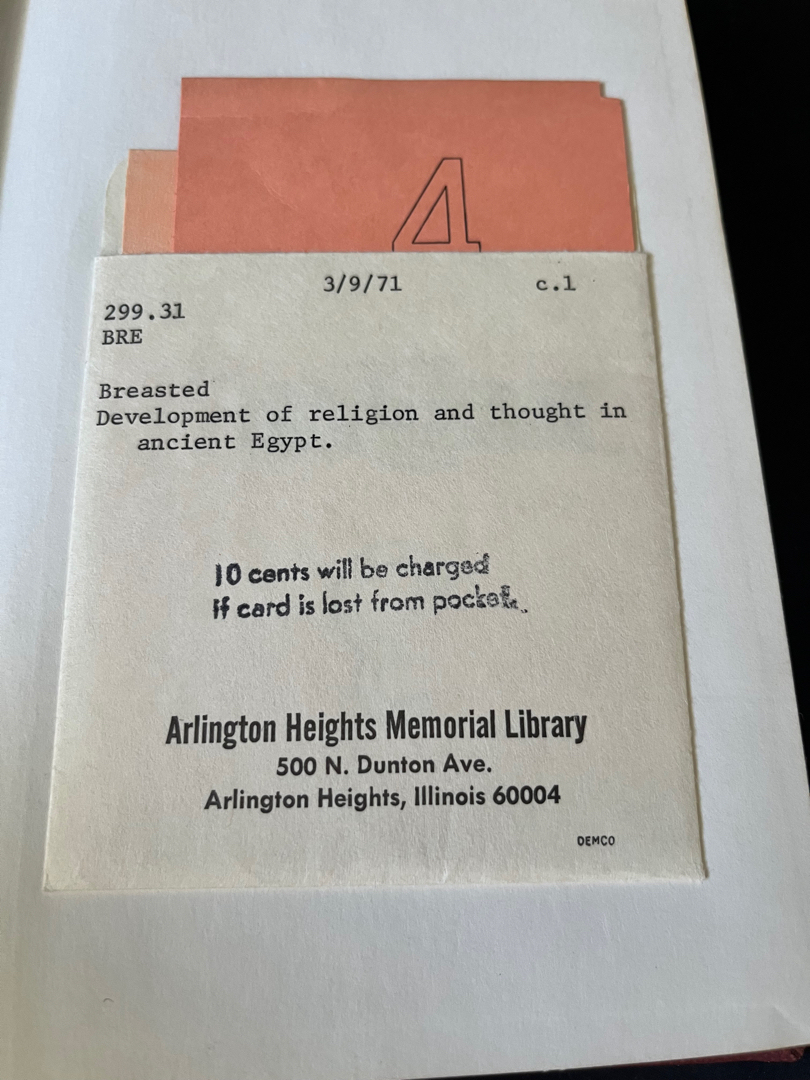 4
3/9/71 c.1
299.31
BRE
Breasted
Development of religion and thought in
ancient Egypt.
10 cents will be charged
if card is lost from pocket.
Arlington Heights Memorial Library
500 N. Dunton Ave.
Arlington Heights, Illinois 60004
DEMCO